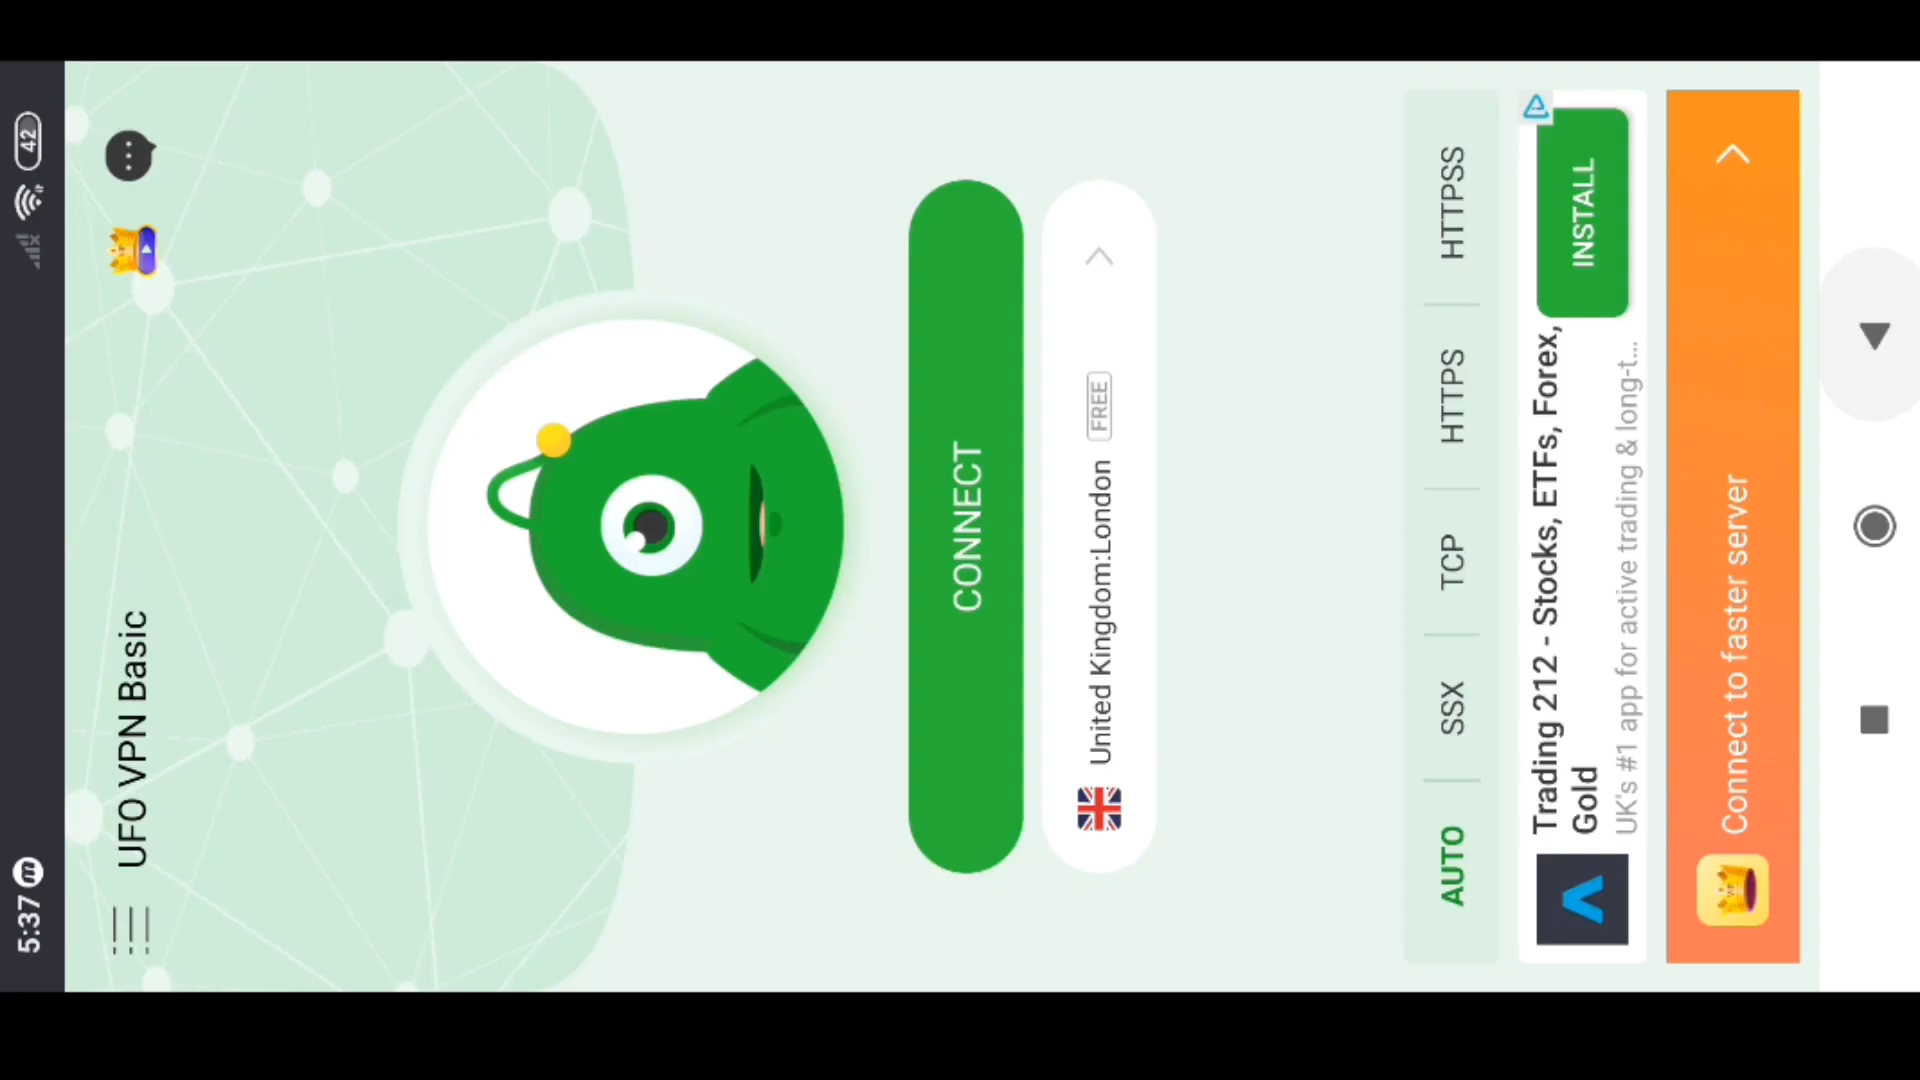 5:37 m 42
UFO VPN Basic
CONNECT
United Kingdom:London FREE
AUTO SSX TCP HTTPS HTTPSS
Trading 212 - Stocks, ETFs, Forex,
Gold
UK's #1 app for active trading & long-t...
INSTALL
Connect to faster server